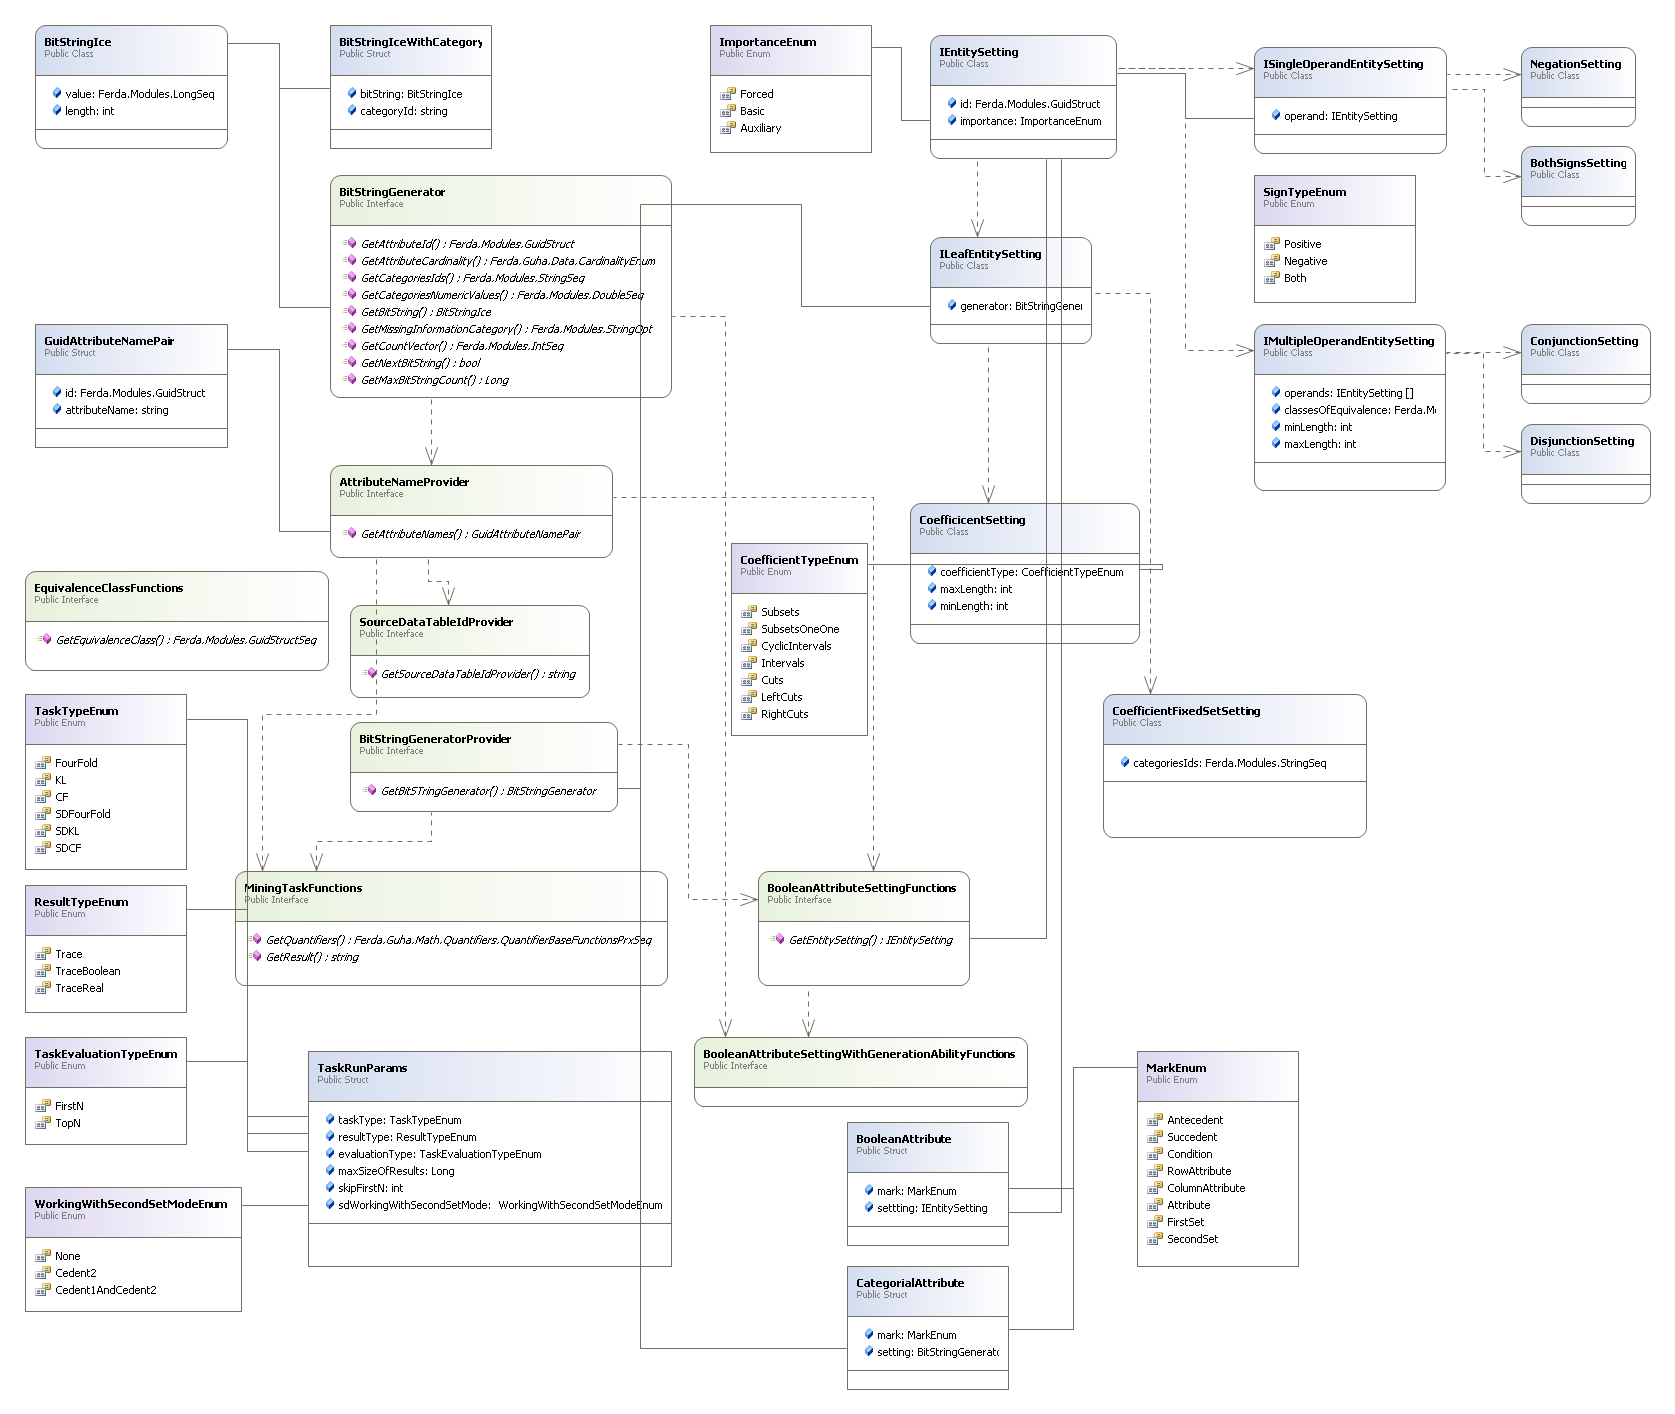 BitStringIce
Public Class
value: Ferda.Modules.LongSeq
length: int
BitStringIceWithCategory
Public Struct
bitString: BitStringIce
categoryId: string
ImportanceEnum
Public Enum
Forced
Basic
Auxiliary
IEntitySetting
Public Class
id: Ferda.Modules.GuidStruct
importance: ImportanceEnum
ISingleOperandEntitySetting
Public Class
operand: IEntitySetting
NegationSetting
Public Class
BothSignsSetting
Public Class
BitStringGenerator
Public Interface
GetAttributeId() : Ferda.Modules.GuidStruct
GetAttributeCardinality() : Ferda.Guha.Data.CardinalityEnum
GetCategoriesIds() : Ferda.Modules.StringSeq
GetCategoriesNumericValues() : Ferda.Modules.DoubleSeq
GetBitString() : BitStringIce
GetMissingInformationCategory() : Ferda.Modules.StringOpt
GetCountVector() : Ferda.Modules.IntSeq
GetNextBitString() : bool
GetMaxBitStringCount() : Long
SignTypeEnum
Public Enum
Positive
Negative
Both
ILeafEntitySetting
Public Class
generator: BitStringGener
GuidAttributeNamePair
Public Struct
id: Ferda.Modules.GuidStruct
attributeName: string
IMultipleOperandEntitySetting
Public Class
operands: IEntitySetting []
classesOfEquivalence: Ferda.M
minLength: int
maxLength: int
ConjunctionSetting
Public Class
DisjunctionSetting
Public Class
AttributeNameProvider
Public Interface
GetAttributeNames() : GuidAttributeNamePair
CoefficicentSetting
Public Class
coefficientType: CoefficientTypeEnum
maxLength: int
minLength: int
CoefficientTypeEnum
Public Enum
Subsets
SubsetsOneOne
CyclicIntervals
Intervals
Cuts
LeftCuts
RightCuts
EquivalenceClassFunctions
Public Interface
GetEquivalenceClass() : Ferda.Modules.GuidStructSeq
SourceDataTableIdProvider
Public Interface
GetSourceDataTableIdProvider() : string
TaskTypeEnum
Public Enum
FourFold
KL
CF
SDFourFold
SDKL
SDCF
BitStringGeneratorProvider
Public Interface
GetBitSTringGenerator() : BitStringGenerator
CoefficientFixedSetSetting
Public Class
categoriesIds: Ferda.Modules.StringSeq
ResultTypeEnum
Public Enum
Trace
TraceBoolean
TraceReal
MiningTaskFunctions
Public Interface
GetQuantifiers() : Ferda.Guha.Math.Quantifiers.QuantifierBaseFunctionsPrxSeq
GetResult() : string
BooleanAttributeSettingFunctions
Public Interface
GetEntitySetting() : IEntitySetting
TaskEvaluationTypeEnum
Public Enum
FirstN
TopN
TaskRunParams
Public Struct
taskType: TaskTypeEnum
resultType: ResultTypeEnum
evaluationType: TaskEvaluationTypeEnum
maxSizeOfResults: Long
skipFirstN: int
sdWorkingWithSecondSetMode: WorkingWithSecondSetModeEnum
BooleanAttributeSettingWithGenerationAbilityFunctions
Public Interface
MarkEnum
Public Enum
Antecedent
Succedent
Condition
RowAttribute
ColumnAttribute
Attribute
FirstSet
SecondSet
BooleanAttribute
Public Struct
mark: MarkEnum
settting: IEntitySetting
WorkingWithSecondSetModeEnum
Public Enum
None
Cedent2
Cedent1AndCedent2
CategorialAttribute
Public Struct
mark: MarkEnum
setting: BitStringGenerato